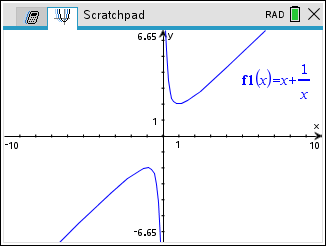 Scratchpad RAD
6.65 y
f1(x)=x+1/x
1
x
-10 1 10
-6.65